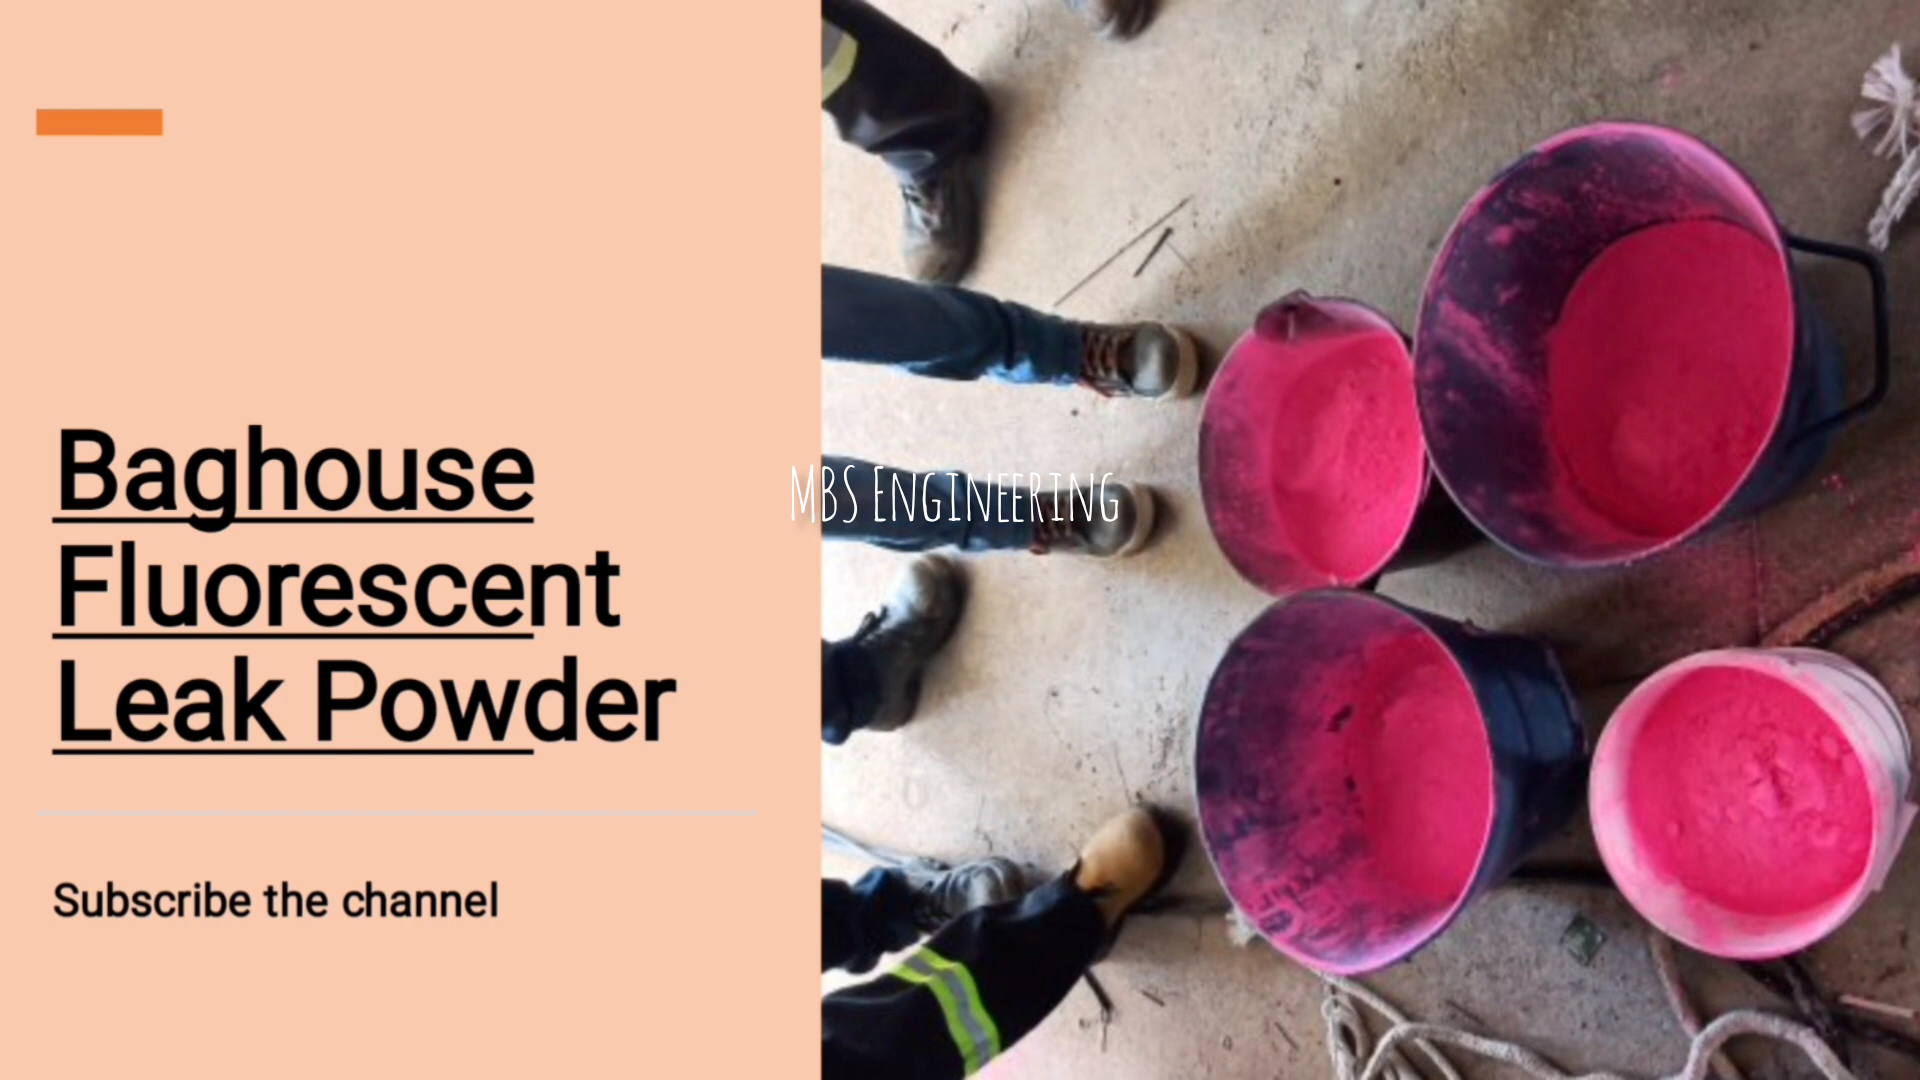 Baghouse
Fluorescent
Leak Powder
MBS Engineering
Subscribe the channel